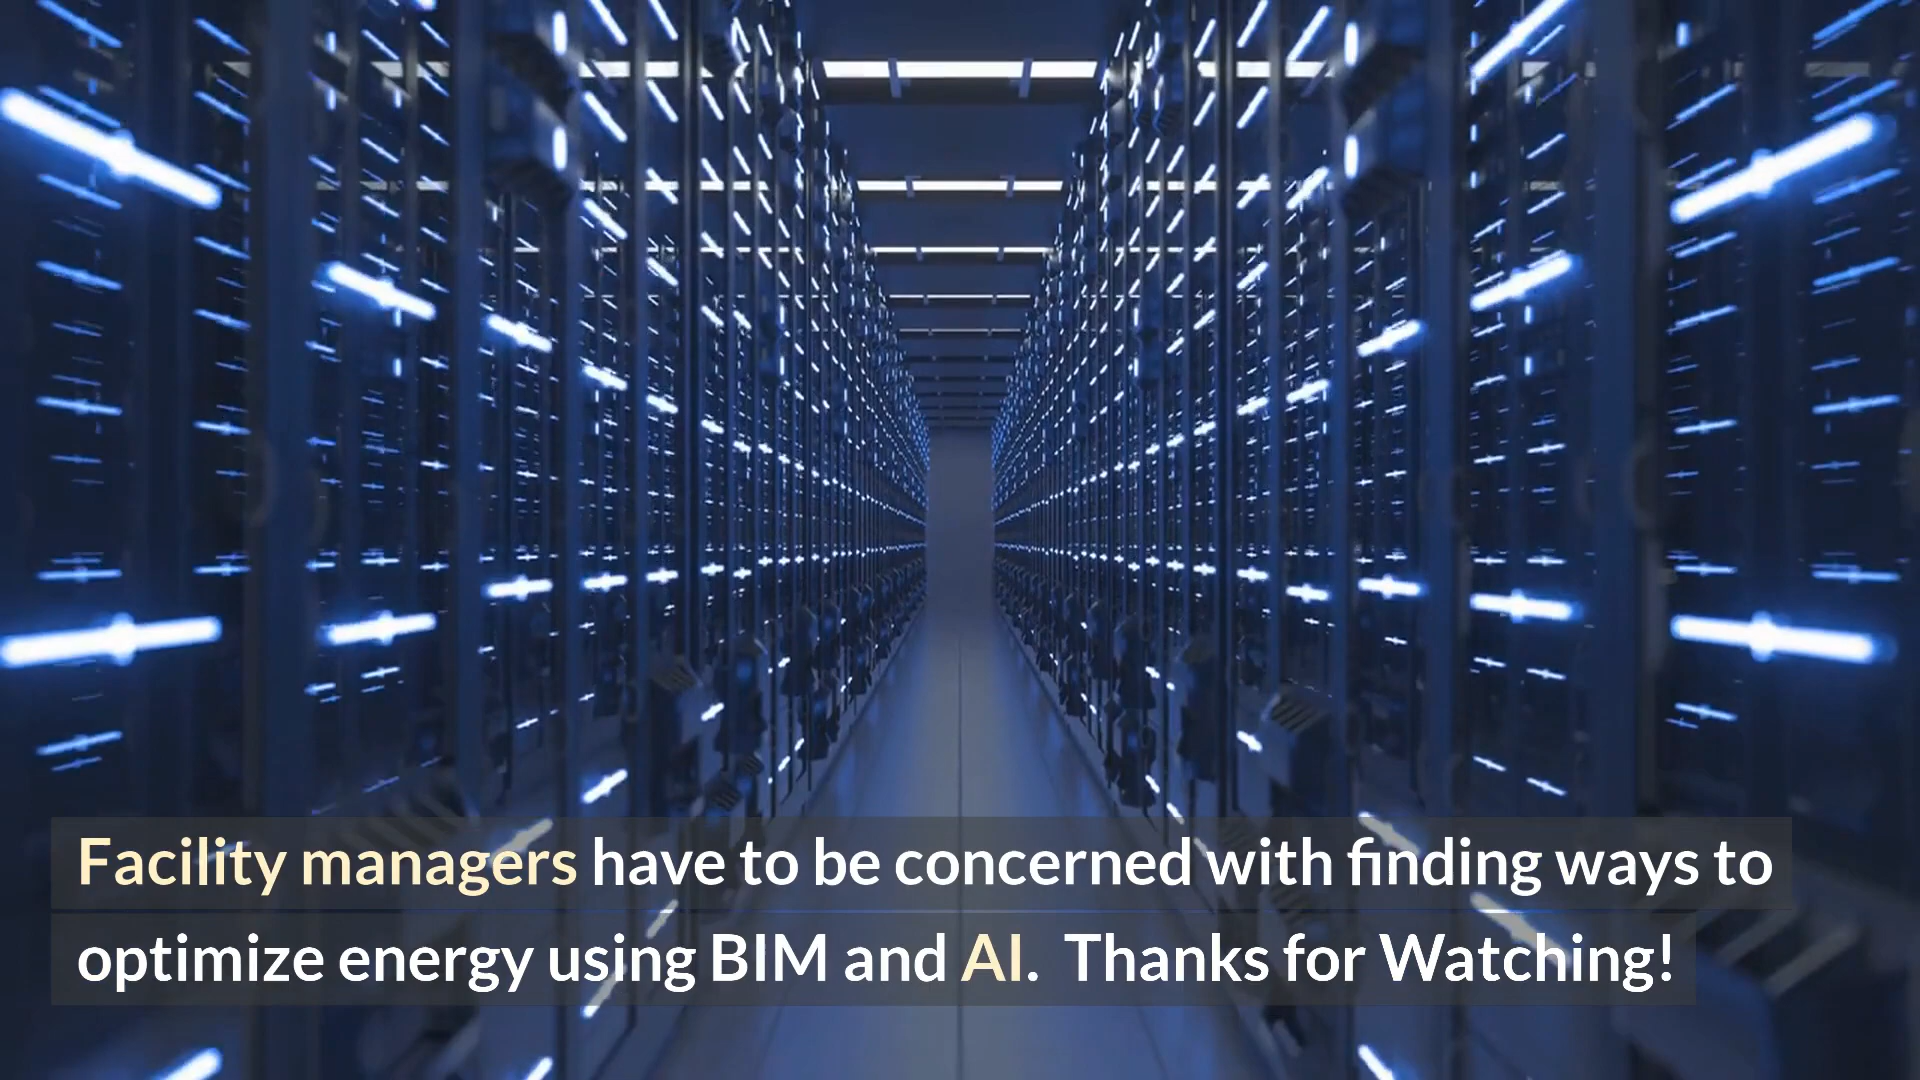 Facility managers have to be concerned with finding ways to
optimize energy using BIM and AI.  Thanks for Watching!